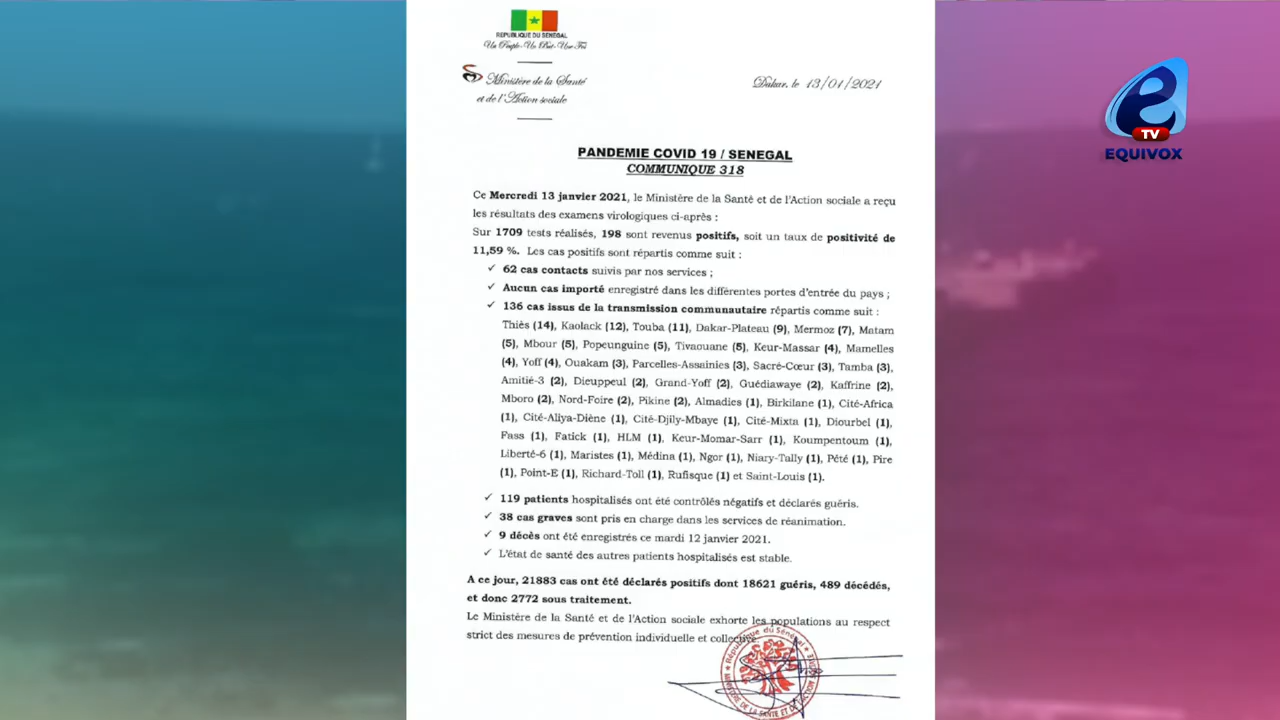 REPUBLIQUE DU SENEGAL
Un Peuple-Un But-Une Foi
Ministère de la Santé
et de l'Action sociale
Dakar, le 13/01/2021
e
TV
EQUIVOX
PANDEMIE COVID 19 / SENEGAL
COMMUNIQUE 318
Ce Mercredi 13 janvier 2021, le Ministère de la Santé et de l'Action sociale a reçu
les résultats des examens virologiques ci-après :
Sur 1709 tests réalisés, 198 sont revenus positifs, soit un taux de positivité de
11,59 %. Les cas positifs sont répartis comme suit :
✓ 62 cas contacts suivis par nos services ;
✓ Aucun cas importé enregistré dans les différentes portes d'entrée du pays ;
✓ 136 cas issus de la transmission communautaire répartis comme suit :
Thiès (14), Kaolack (12), Touba (11), Dakar-Plateau (9), Mermoz (7), Matam
(5), Mbour (5), Popeunguine (5), Tivaouane (5), Keur-Massar (4), Mamelles
(4), Yoff (4), Ouakam (3), Parcelles-Assainies (3), Sacré-Cœur (3), Tamba (3),
Amitié-3 (2), Dieuppeul (2), Grand-Yoff (2), Guédiawaye (2), Kaffrine (2),
Mboro (2), Nord-Foire (2), Pikine (2), Almadies (1), Birkilane (1), Cité-Africa
(1), Cité-Aliya-Diène (1), Cité-Djily-Mbaye (1), Cité-Mixta (1), Diourbel (1),
Fass (1), Fatick (1), HLM (1), Keur-Momar-Sarr (1), Koumpentoum (1),
Liberté-6 (1), Maristes (1), Médina (1), Ngor (1), Niary-Tally (1), Pété (1), Pire
(1), Point-E (1), Richard-Toll (1), Rufisque (1) et Saint-Louis (1).
✓ 119 patients hospitalisés ont été contrôlés négatifs et déclarés guéris.
✓ 38 cas graves sont pris en charge dans les services de réanimation.
✓ 9 décès ont été enregistrés ce mardi 12 janvier 2021.
✓ L'état de santé des autres patients hospitalisés est stable.
A ce jour, 21883 cas ont été déclarés positifs dont 18621 guéris, 489 décédés,
et donc 2772 sous traitement.
Le Ministère de la Santé et de l'Action sociale exhorte les populations au respect
strict des mesures de prévention individuelle et collective.
République du Sénégal
MINISTERE DE LA SANTE ET DE L'ACTION SOCIALE